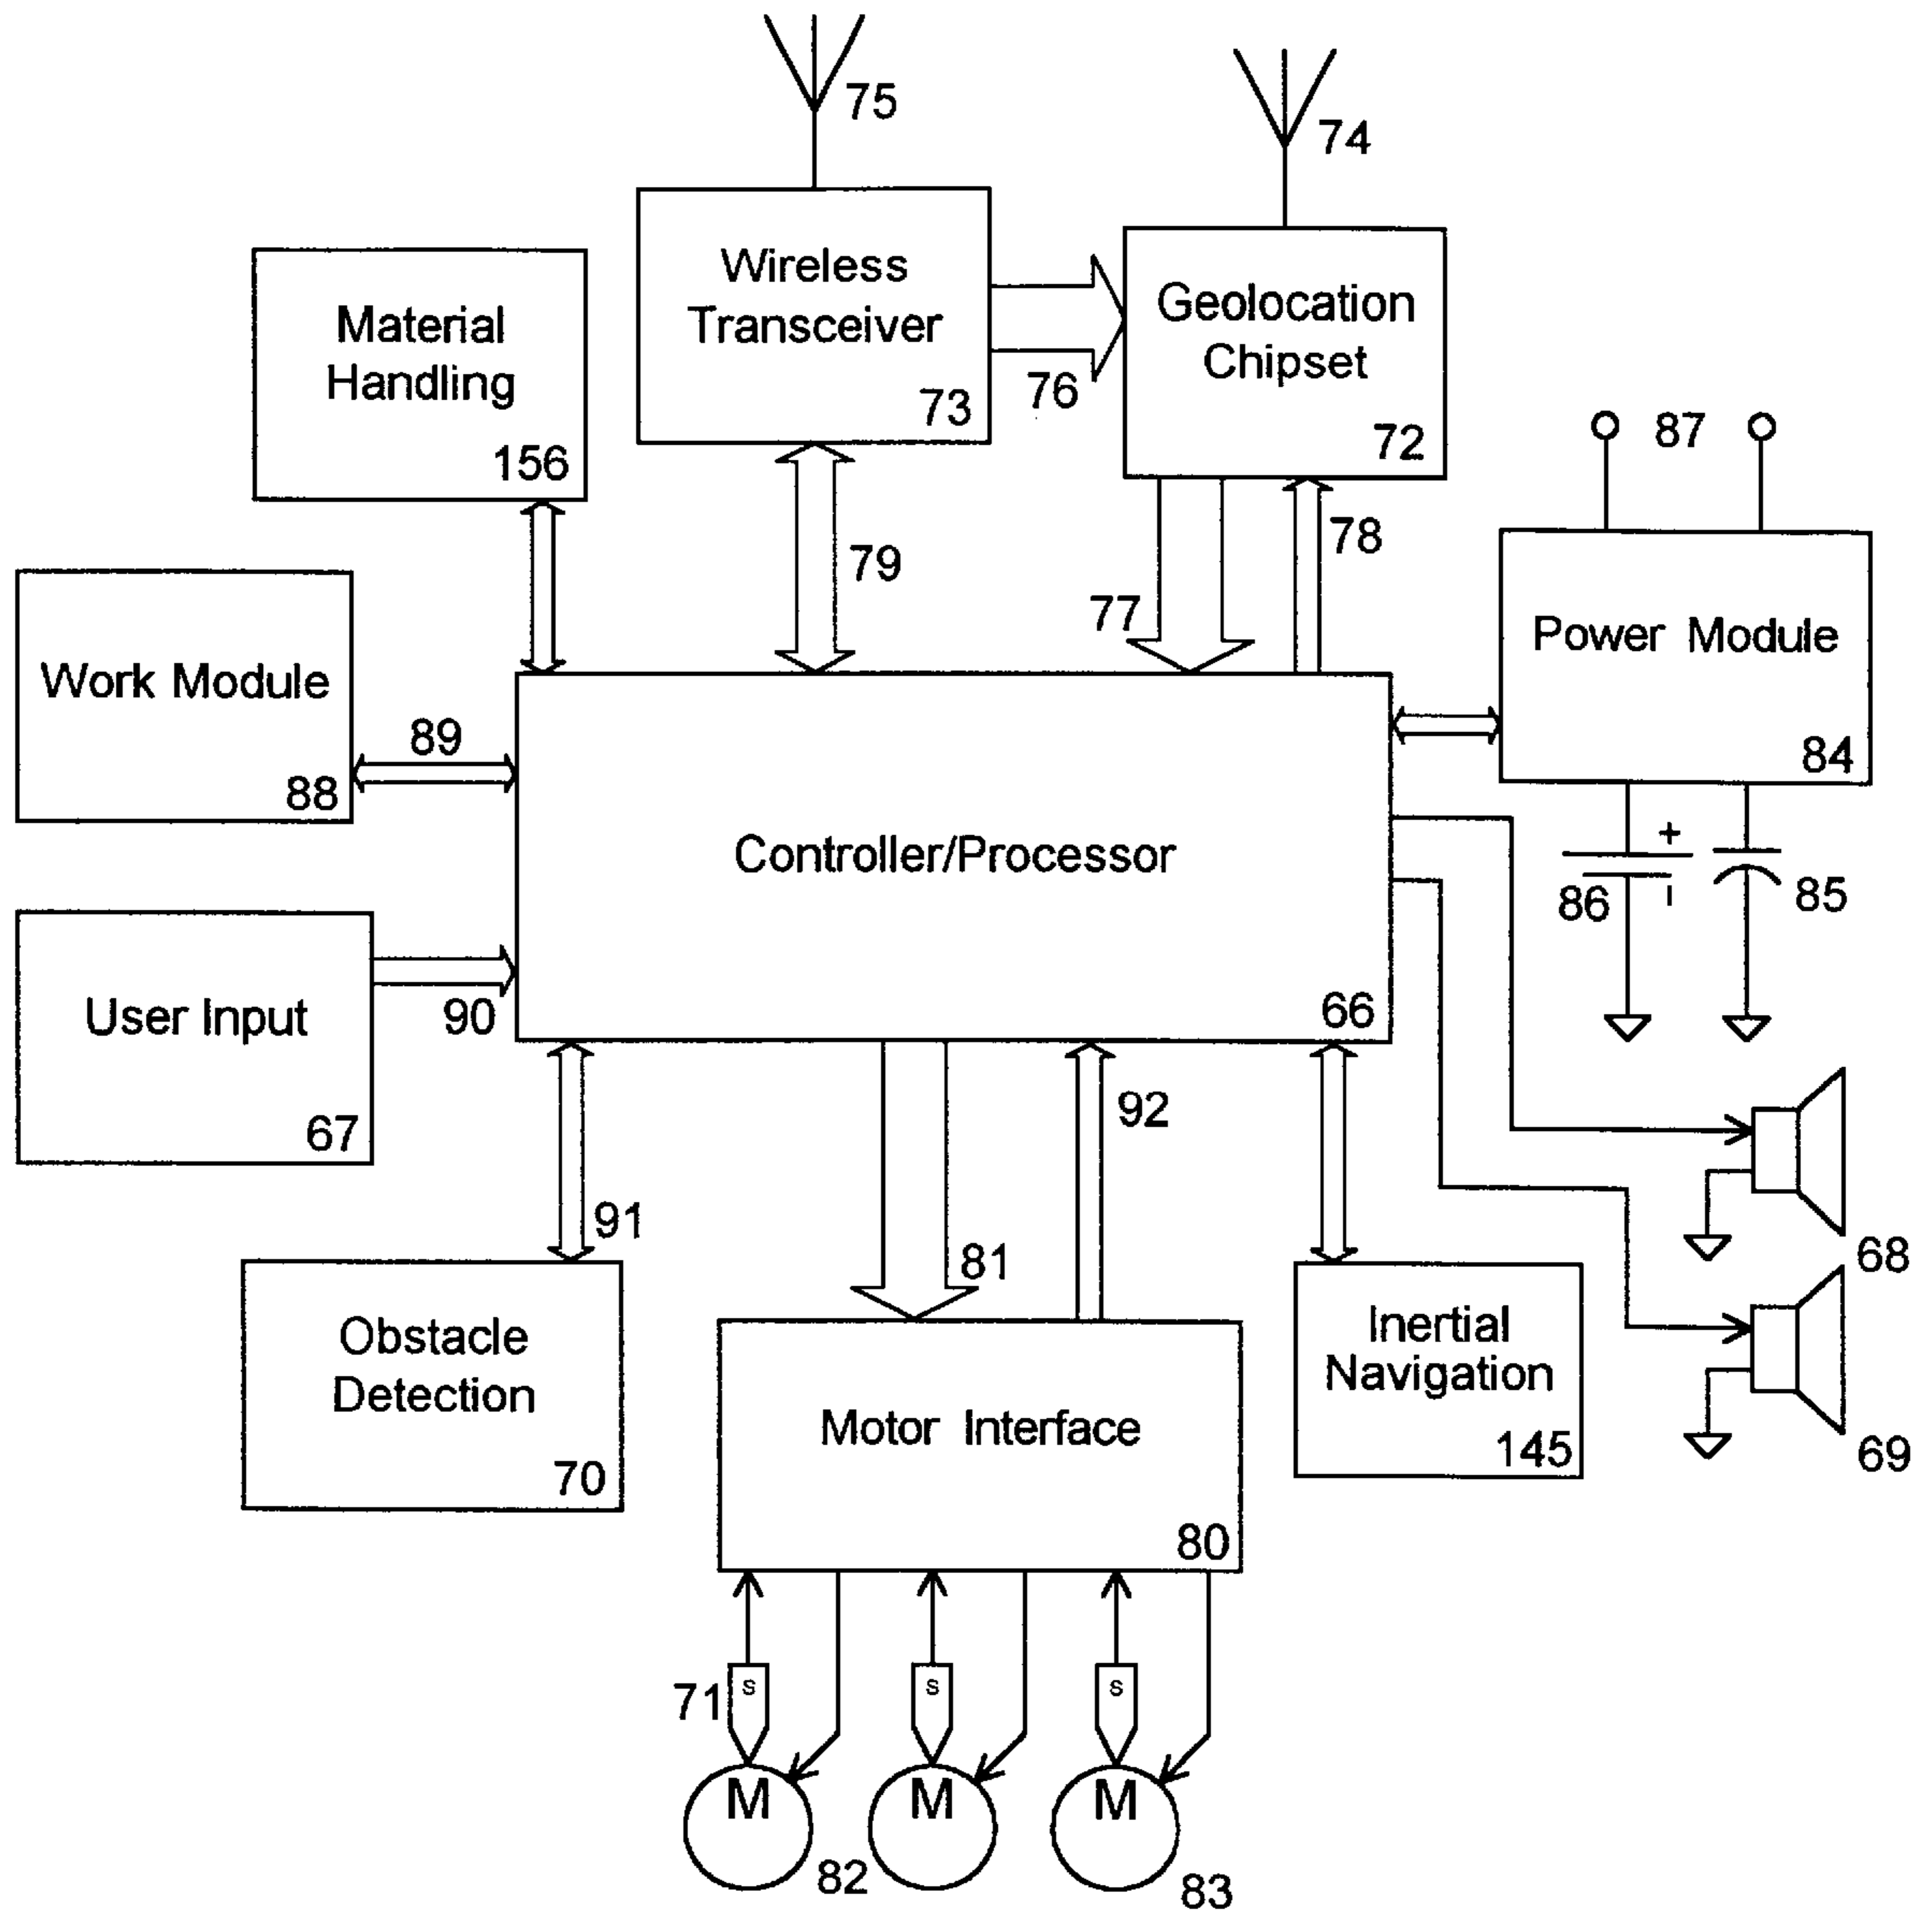 75
74
Wireless
Transceiver
73
76
Geolocation
Chipset
72
Material
Handling
156
87
79
77
78
Power Module
84
Work Module
88
89
Controller/Processor
66
+
-
86
85
User Input
67
90
92
91
81
68
Obstacle
Detection
70
Motor Interface
80
Inertial
Navigation
145
69
71
s
s
s
M
M
M
82
83